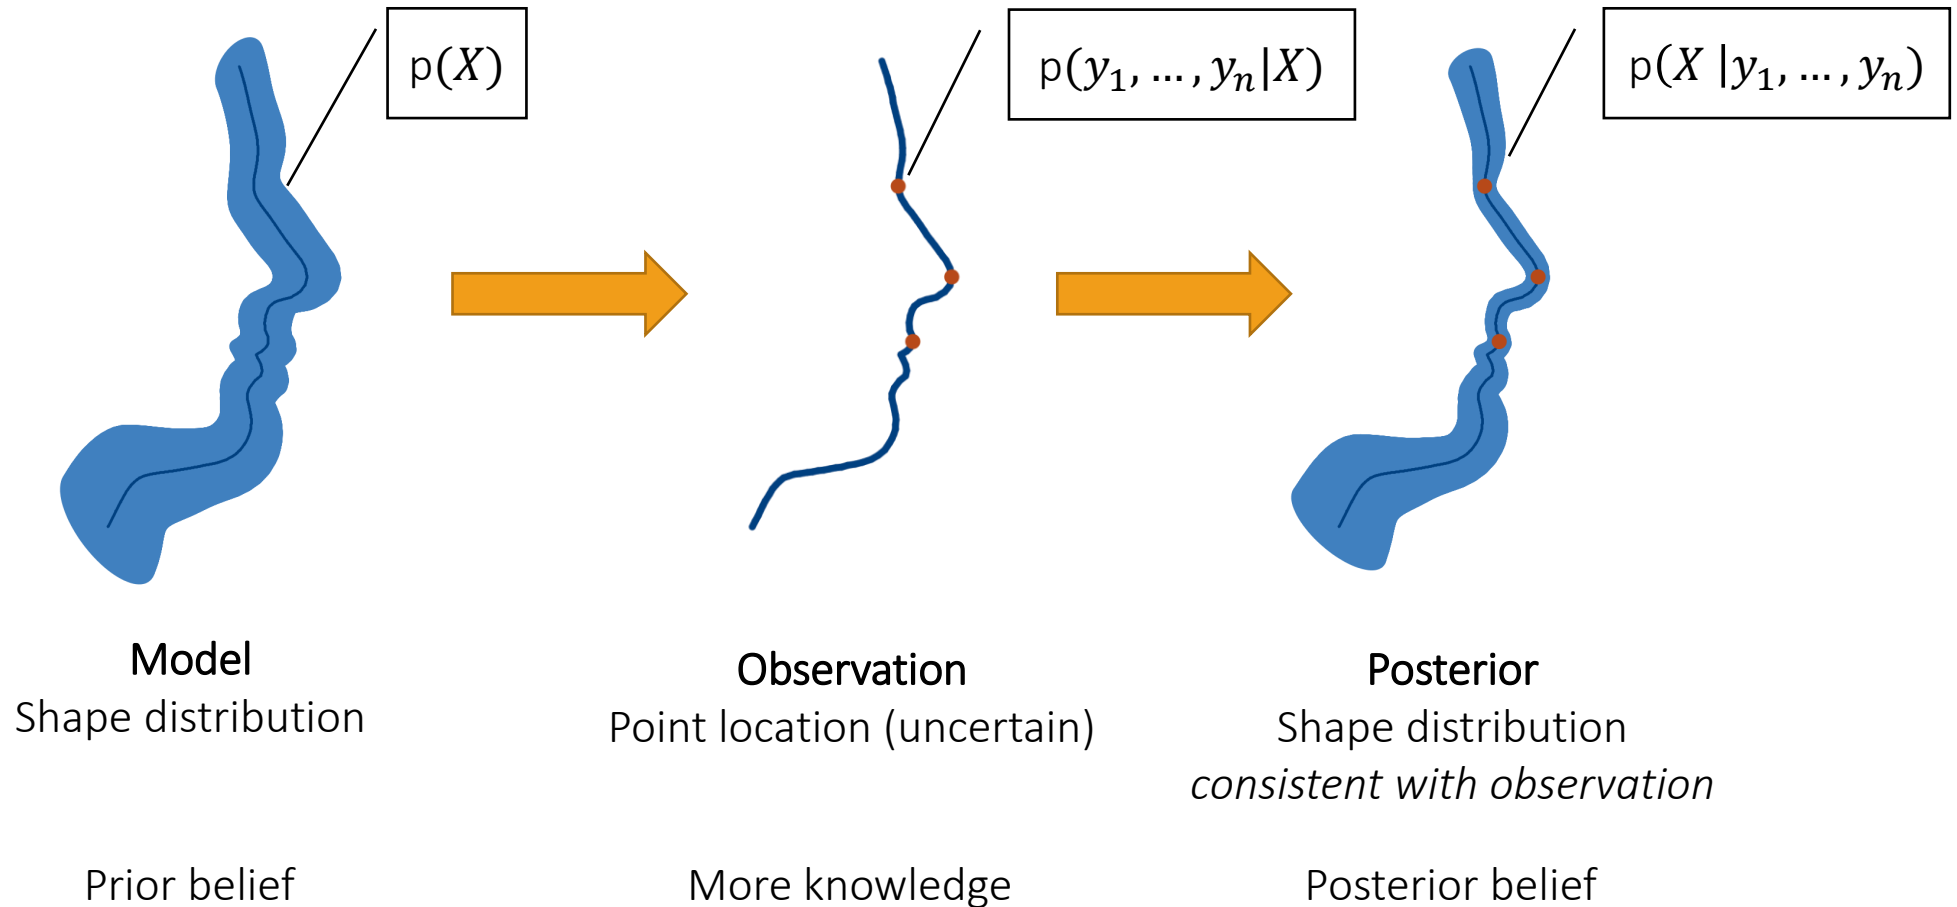 p(X)
p(y₁, … , yₙ|X)
p(X |y₁, … , yₙ)
Model
Shape distribution
Prior belief
Observation
Point location (uncertain)
More knowledge
Posterior
Shape distribution
consistent with observation
Posterior belief